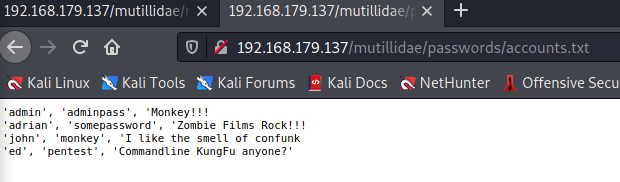 192.168.179.137/mutillidae/r
192.168.179.137/mutillidae/p
192.168.179.137/mutillidae/passwords/accounts.txt
Kali Linux
Kali Tools
Kali Forums
Kali Docs
NetHunter
Offensive Secu
'admin', 'adminpass', 'Monkey!!!
'adrian', 'somepassword', 'Zombie Films Rock!!!
'john', 'monkey', 'I like the smell of confunk
'ed', 'pentest', 'Commandline KungFu anyone?'